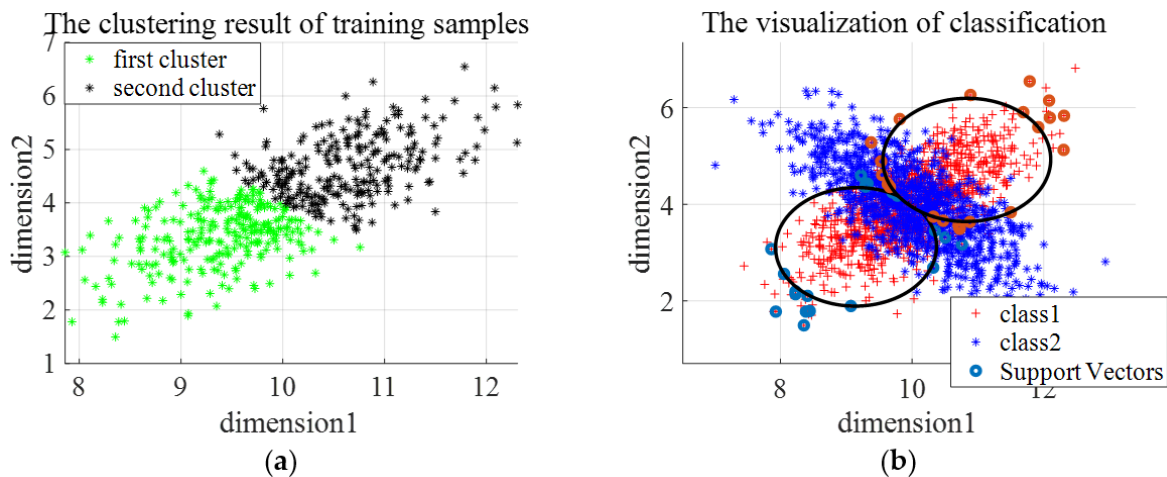 The clustering result of training samples
7
6
5
4
3
2
1
8
9
10
11
12
dimension2
dimension1
first cluster
second cluster
(a)
The visualization of classification
6
4
2
8
10
12
dimension2
dimension1
class1
class2
Support Vectors
(b)